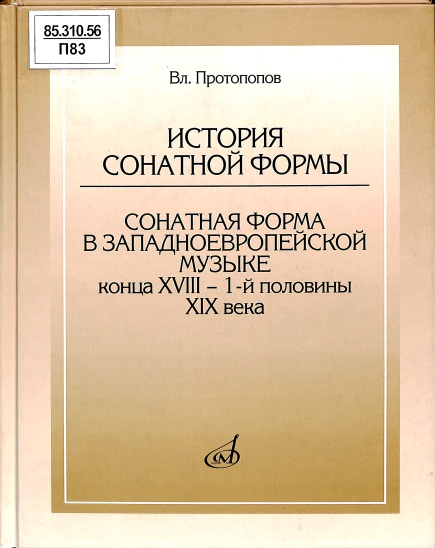 85.310.56
П83
Вл. Протопопов
ИСТОРИЯ
СОНАТНОЙ ФОРМЫ
СОНАТНАЯ ФОРМА
В ЗАПАДНОЕВРОПЕЙСКОЙ
МУЗЫКЕ
конца XVIII – 1-й половины
XIX века
СМ